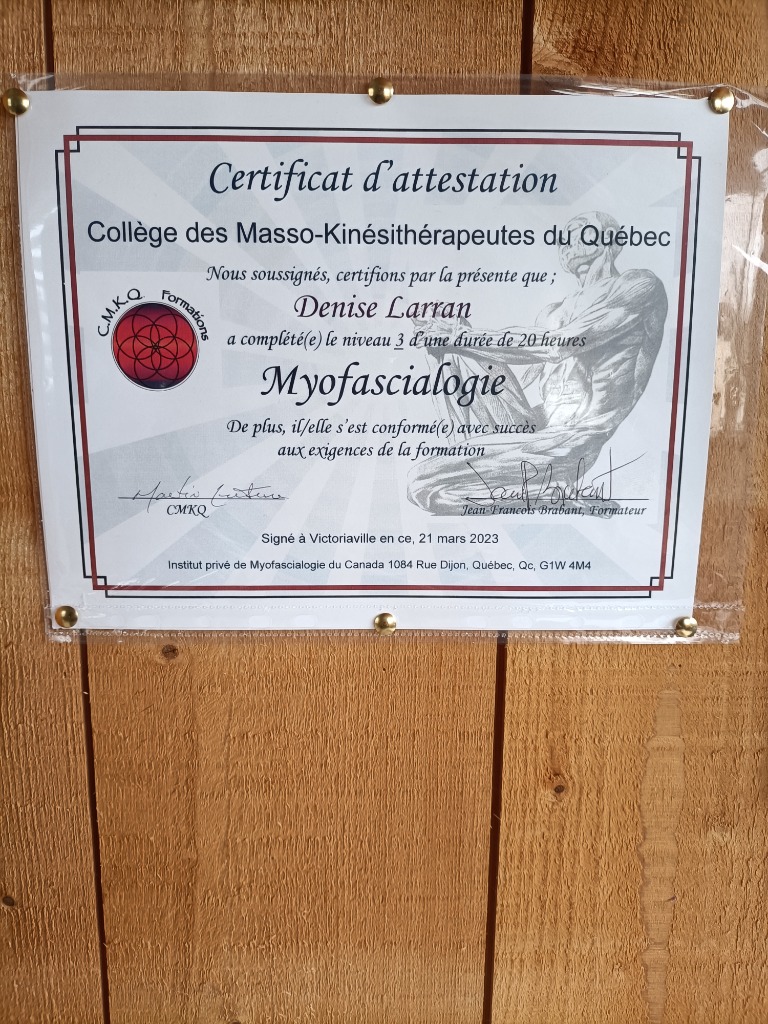 Certificat d'attestation
Collège des Masso-Kinésithérapeutes du Québec
Nous soussignés, certifions par la présente que ;
Denise Larran
C.M.K.Q Formations
a complété(e) le niveau 3 d'une durée de 20 heures
Myofascialogie
De plus, il/elle s'est conformé(e) avec succès
aux exigences de la formation
CMKQ
Jean-Francois Brabant, Formateur
Signé à Victoriaville en ce, 21 mars 2023
Institut privé de Myofascialogie du Canada 1084 Rue Dijon, Québec, Qc, G1W 4M4